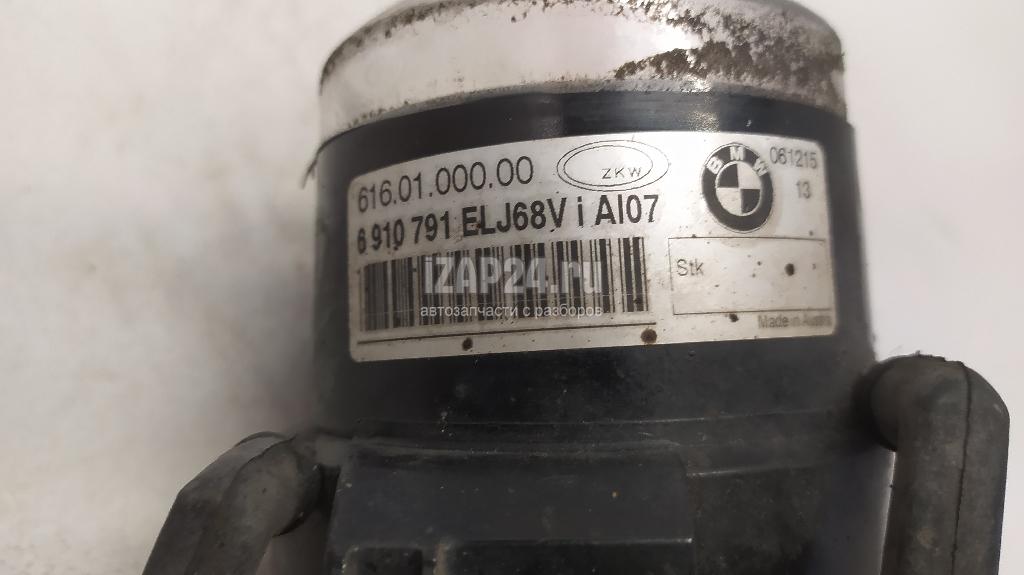 616.01.000.00
ZKW
BMW
061215
13
6 910 791 ELJ68V i AI07
Stk
iZAP24.ru
автозапчасти с разборов
Made in Austria